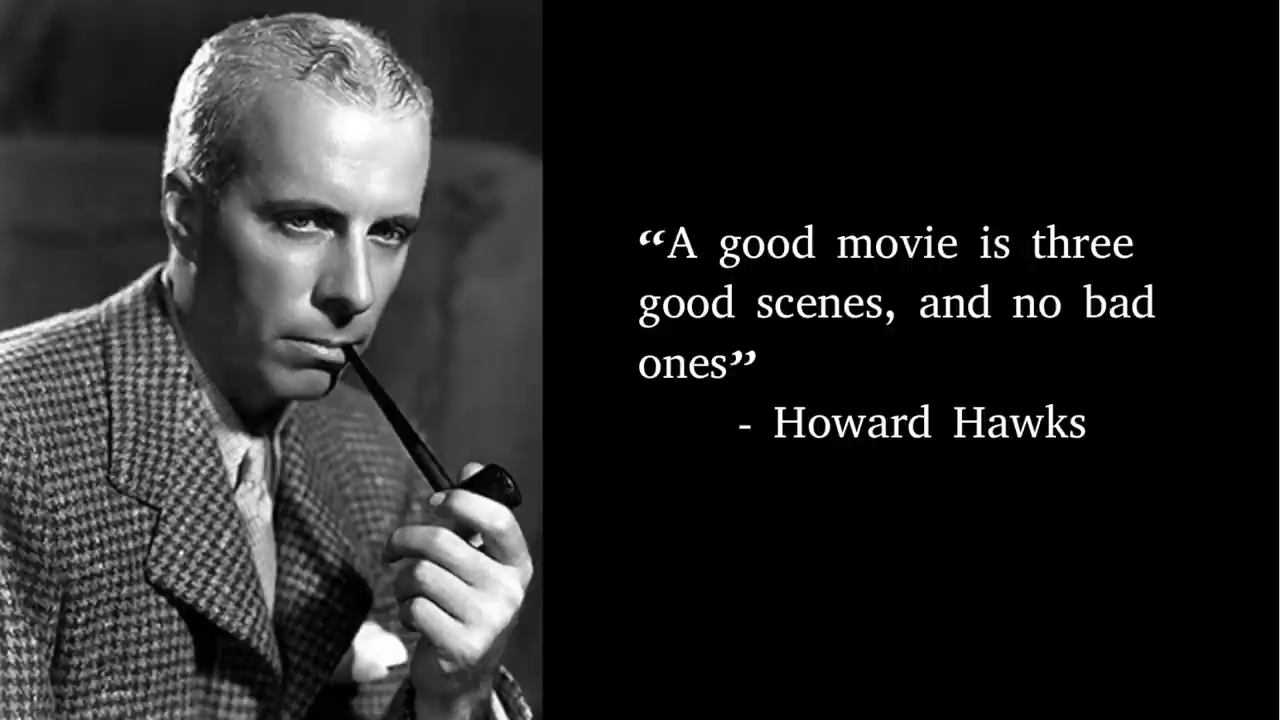 “A good movie is three
good scenes, and no bad
ones”
- Howard Hawks